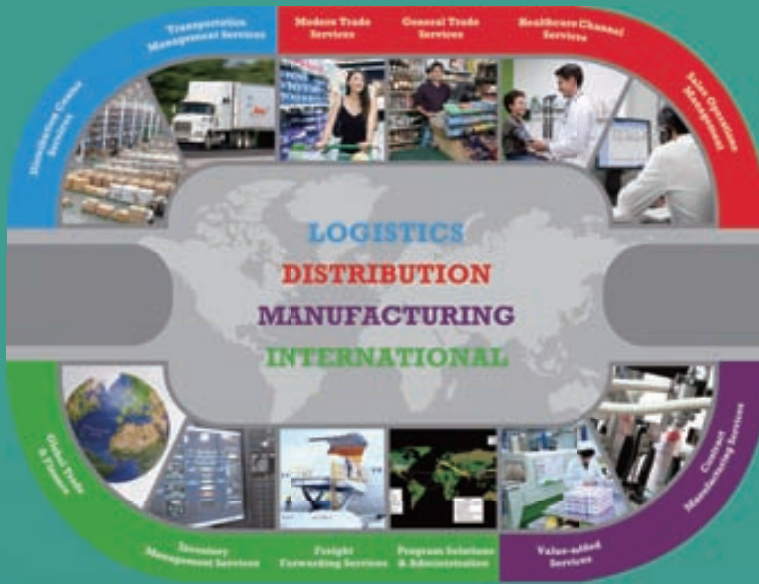 Transportation
Management Services
Modern Trade
Services
General Trade
Services
Healthcare Channel
Services
Sales Operations
Management
Distribution Center
Services
LOGISTICS
DISTRIBUTION
MANUFACTURING
INTERNATIONAL
Global Trade
& Finance
Inventory
Management Services
Freight
Forwarding Services
Program Solutions
& Administration
Value-added
Services
Contract
Manufacturing Services